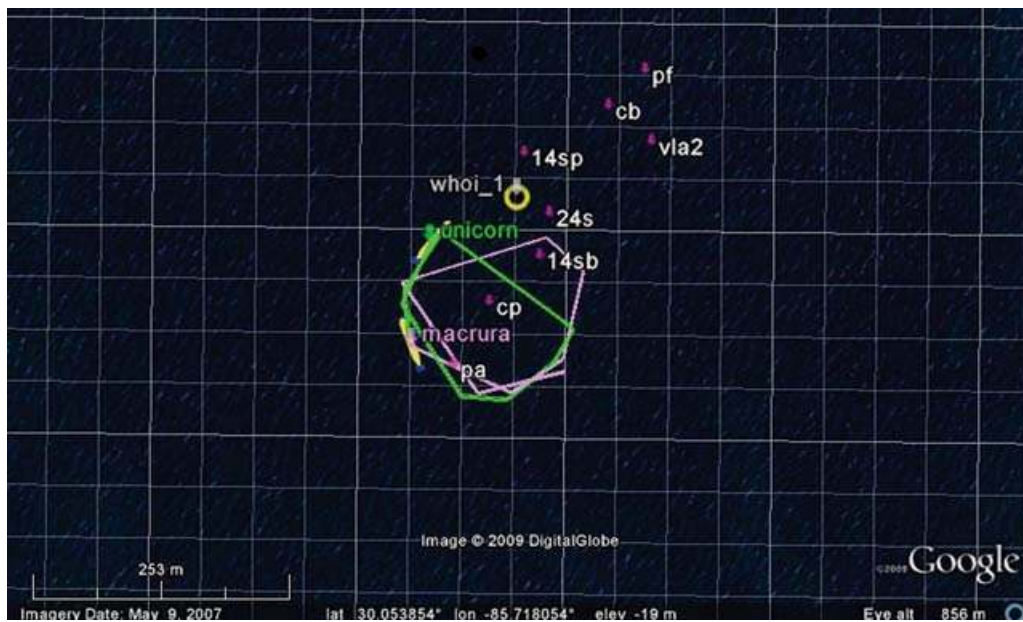 pf
cb
vla2
14sp
whoi_1
24s
unicorn
14sb
cp
macrura
pa
Image © 2009 DigitalGlobe
©2009 Google
253 m
Imagery Date: May 9, 2007 lat 30.053854° lon -85.718054° elev -19 m Eye alt 856 m